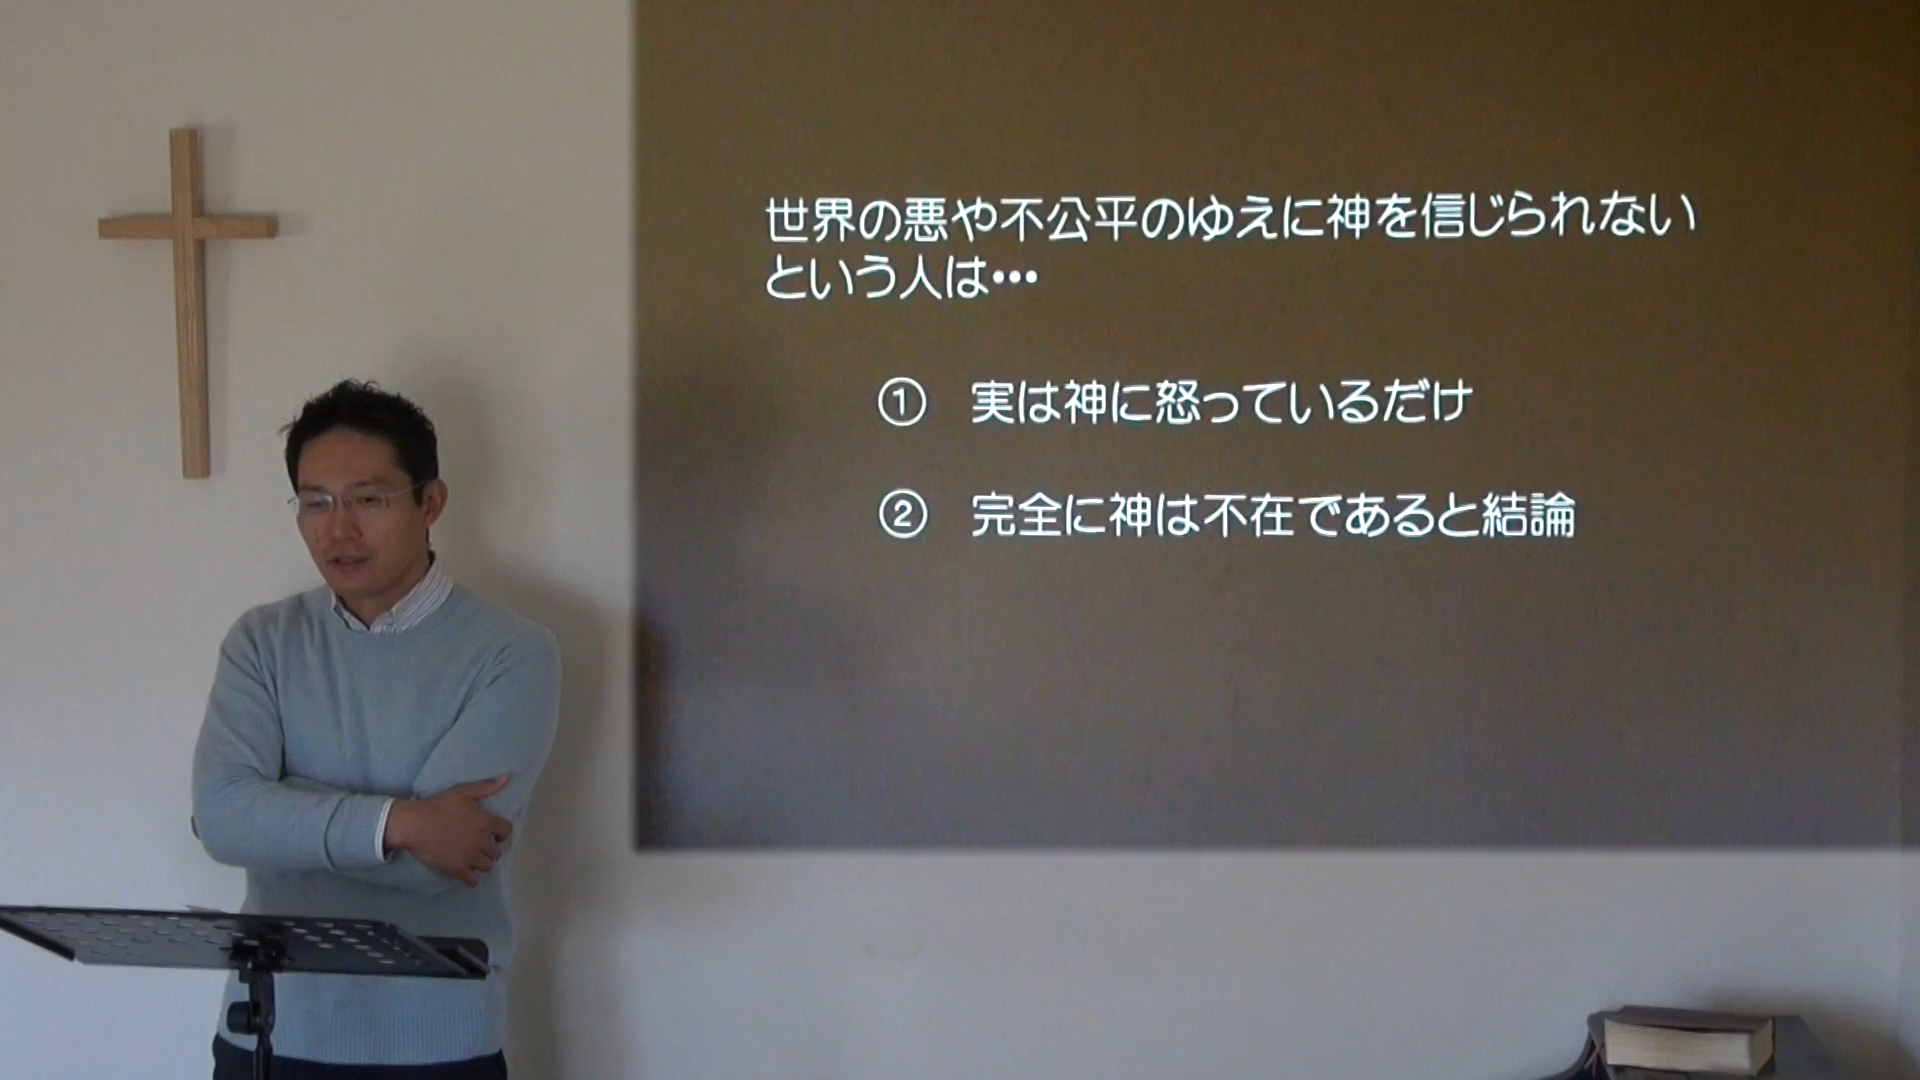 世界の悪や不公平のゆえに神を信じられない
という人は…
① 実は神に怒っているだけ
② 完全に神は不在であると結論